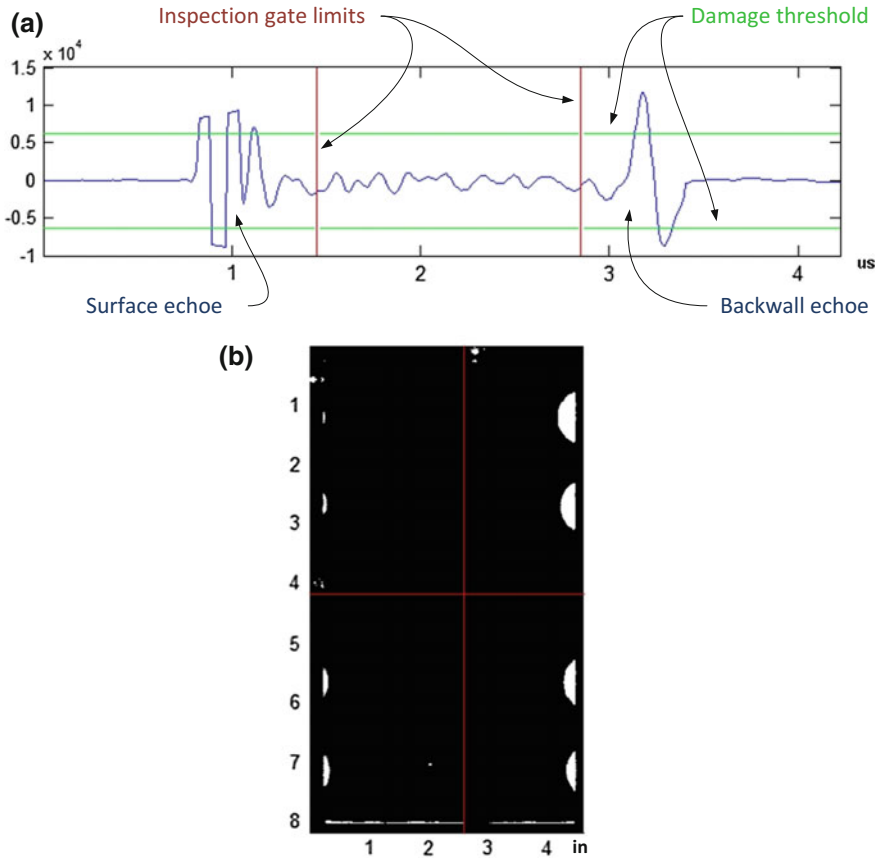 (a)
Inspection gate limits
Damage threshold
x 10^4
1.5
1
0.5
0
-0.5
-1
1
2
3
4
us
Surface echoe
Backwall echoe
(b)
1
2
3
4
5
6
7
8
1
2
3
4
in